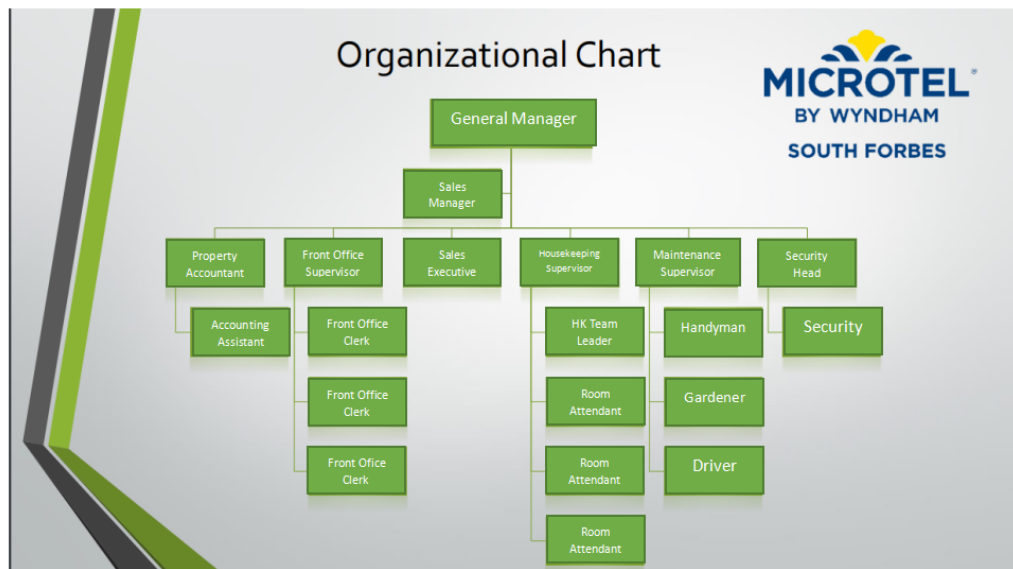 Organizational Chart
MICROTEL®
BY WYNDHAM
SOUTH FORBES
General Manager
Sales
Manager
Property
Accountant
Front Office
Supervisor
Sales
Executive
Housekeeping
Supervisor
Maintenance
Supervisor
Security
Head
Accounting
Assistant
Front Office
Clerk
Front Office
Clerk
Front Ofice
Clerk
HK Team
Leader
Room
Attendant
Room
Attendant
Room
Attendant
Handyman
Gardener
Driver
Security